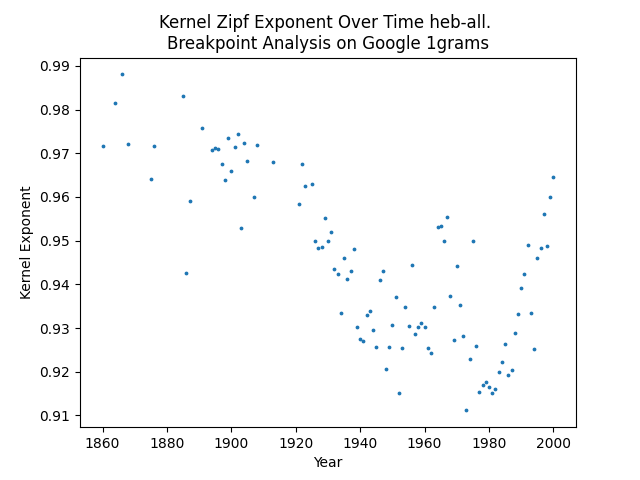 Kernel Zipf Exponent Over Time heb-all.
Breakpoint Analysis on Google 1grams
0.99
0.98
0.97
0.96
0.95
0.94
0.93
0.92
0.91
Kernel Exponent
1860 1880 1900 1920 1940 1960 1980 2000
Year